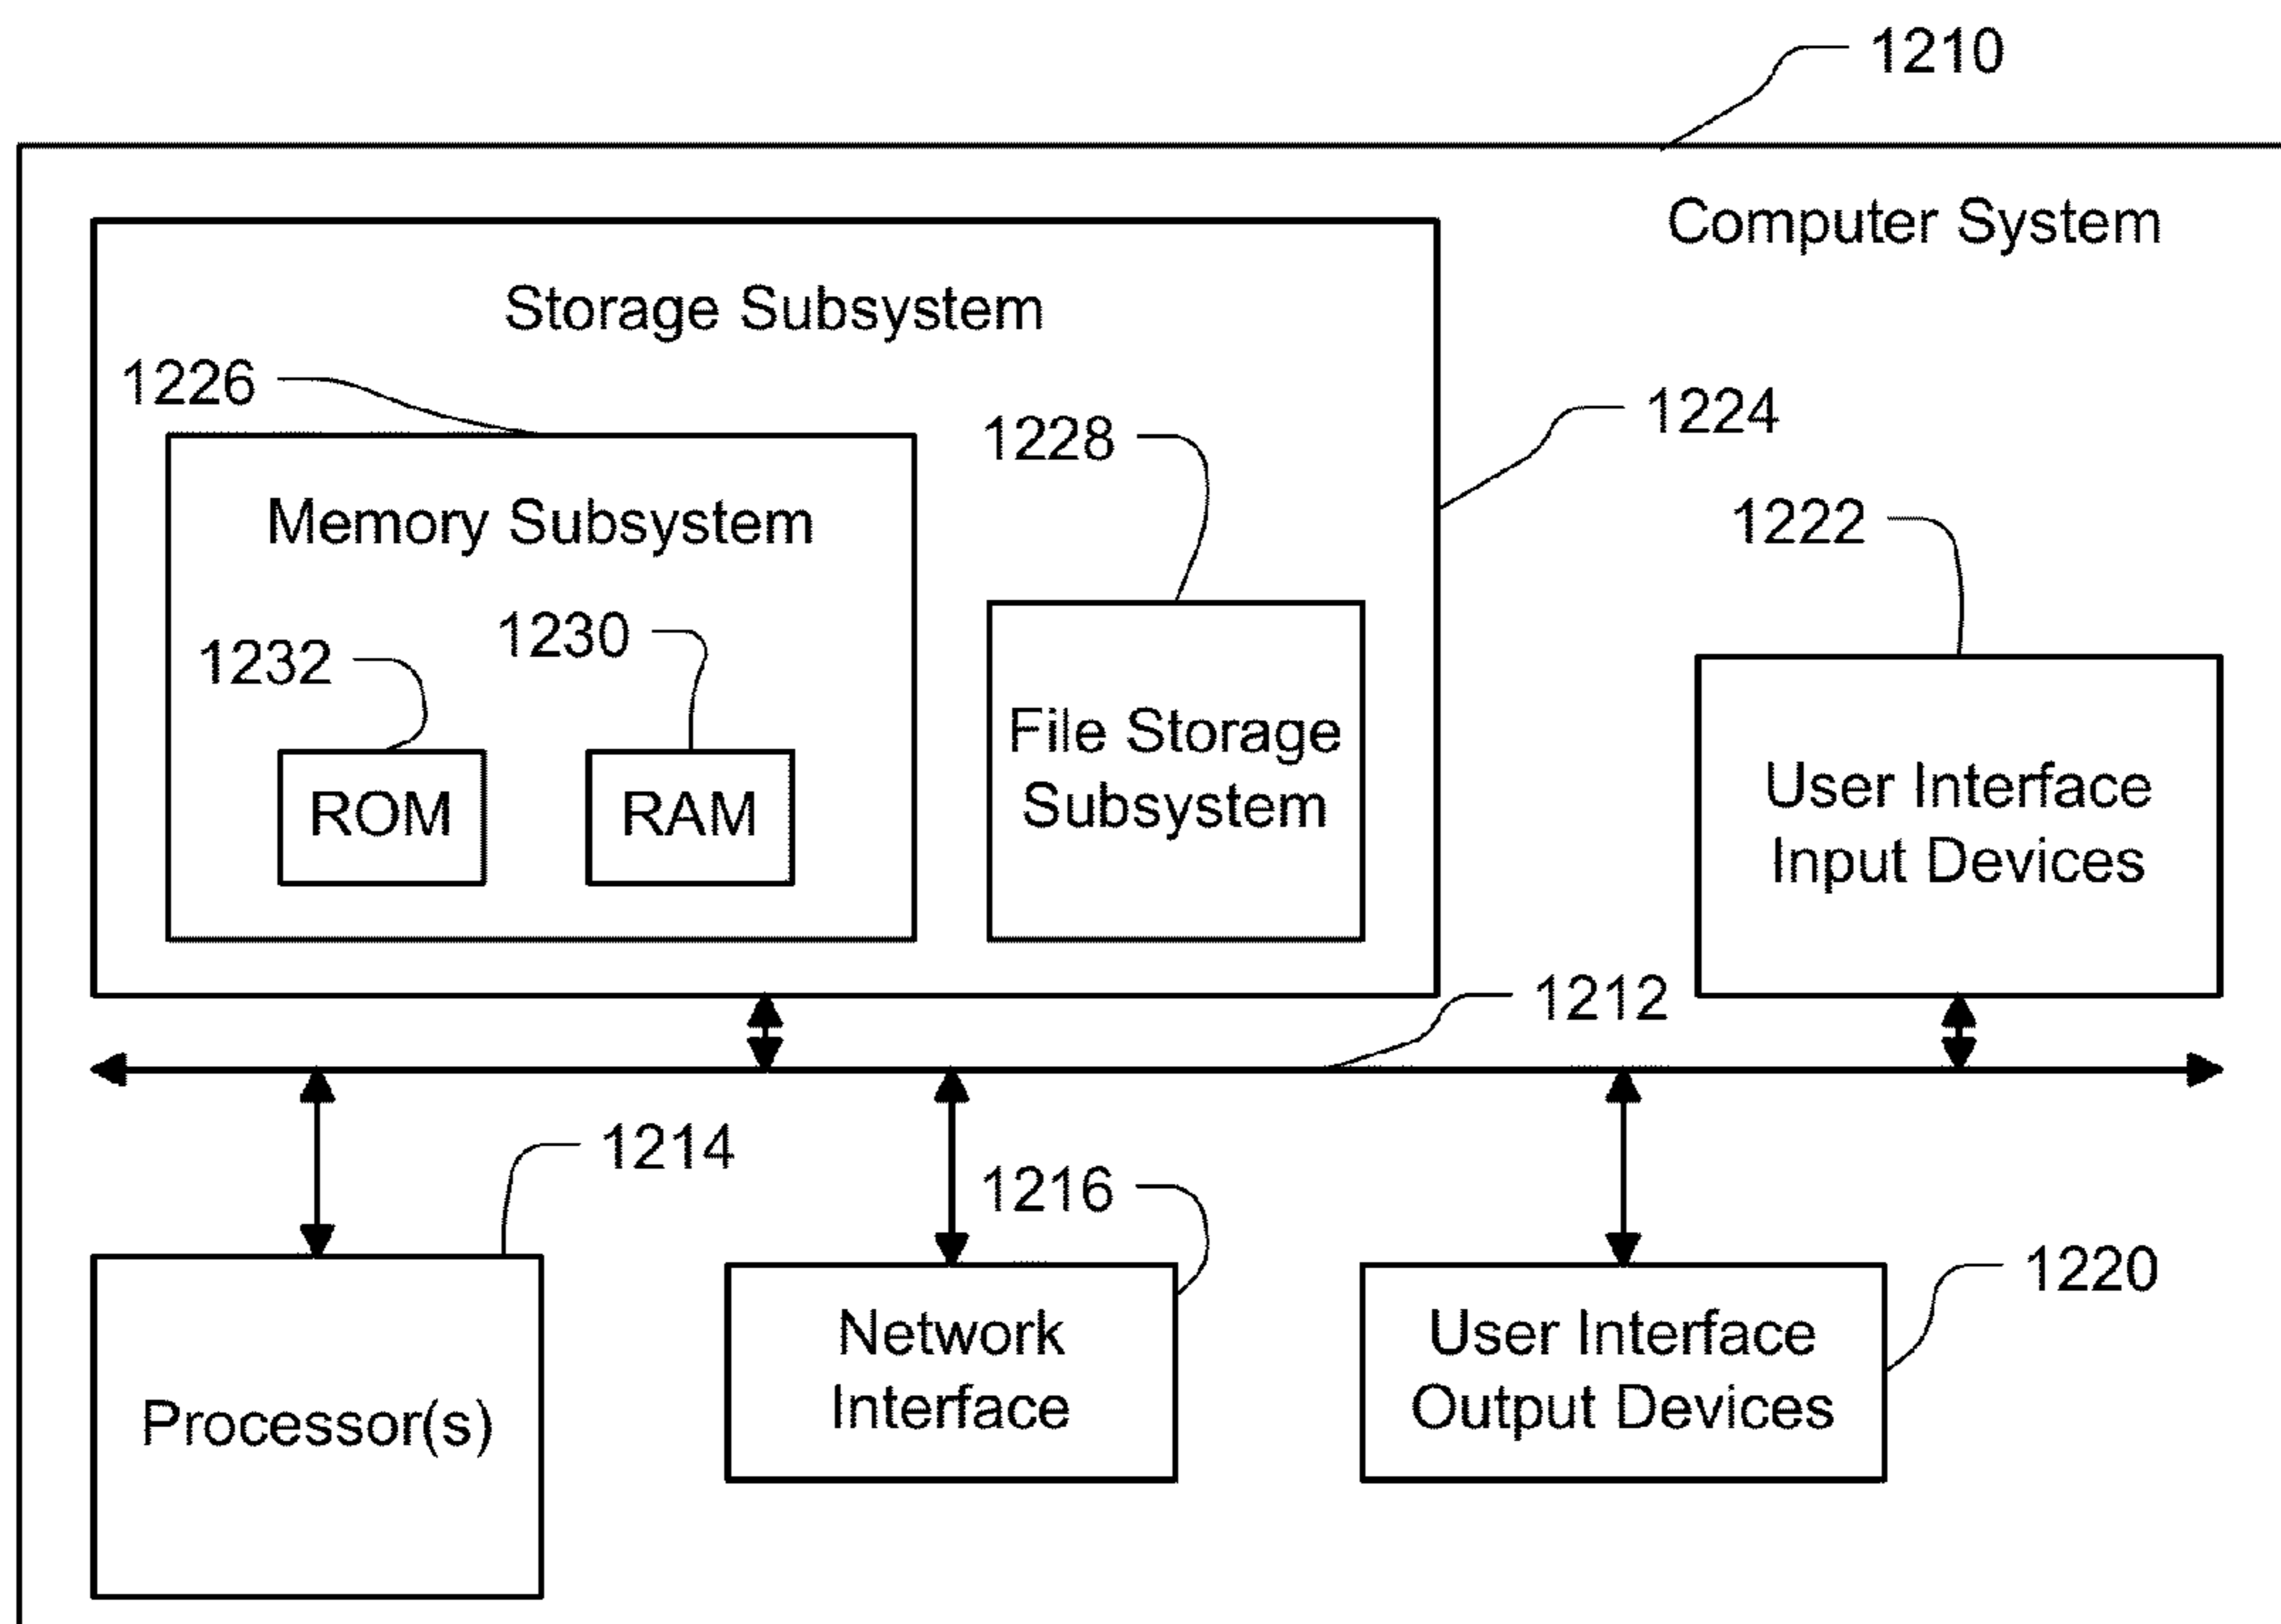 1210
Computer System
Storage Subsystem
1226
1224
1228
Memory Subsystem
1222
1232
1230
File Storage
Subsystem
ROM
RAM
User Interface
Input Devices
1212
1214
1216
1220
Processor(s)
Network
Interface
User Interface
Output Devices